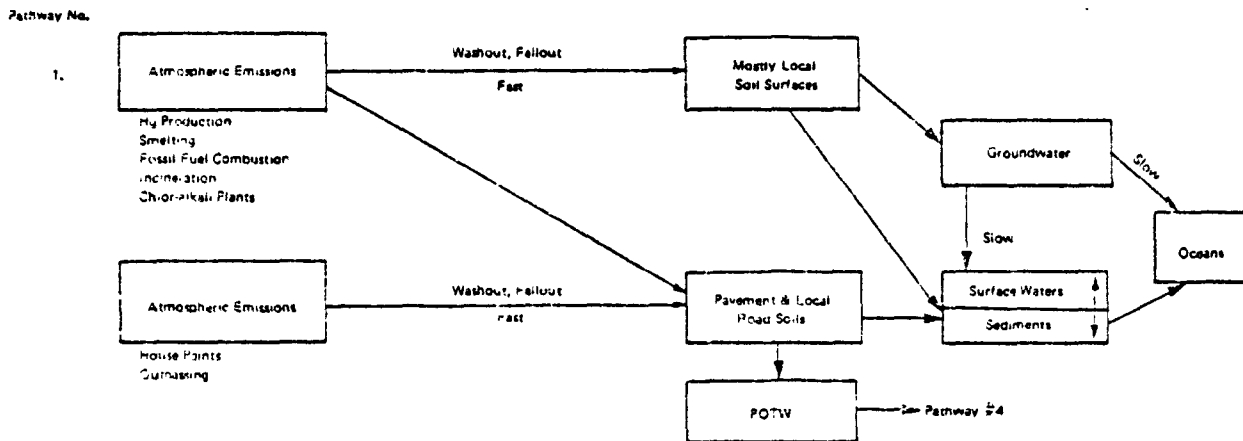 Pathway No.
1.
Atmospheric Emissions
Washout, Fallout
Fast
Mostly Local
Soil Surfaces
Hg Production
Smelting
Fossil Fuel Combustion
Incineration
Chlor-alkali Plants
Groundwater
Slow
Slow
Oceans
Atmospheric Emissions
Washout, Fallout
Fast
Pavement & Local
Road Soils
Surface Waters
Sediments
House Paints
Outgassing
POTW
Pathway #4